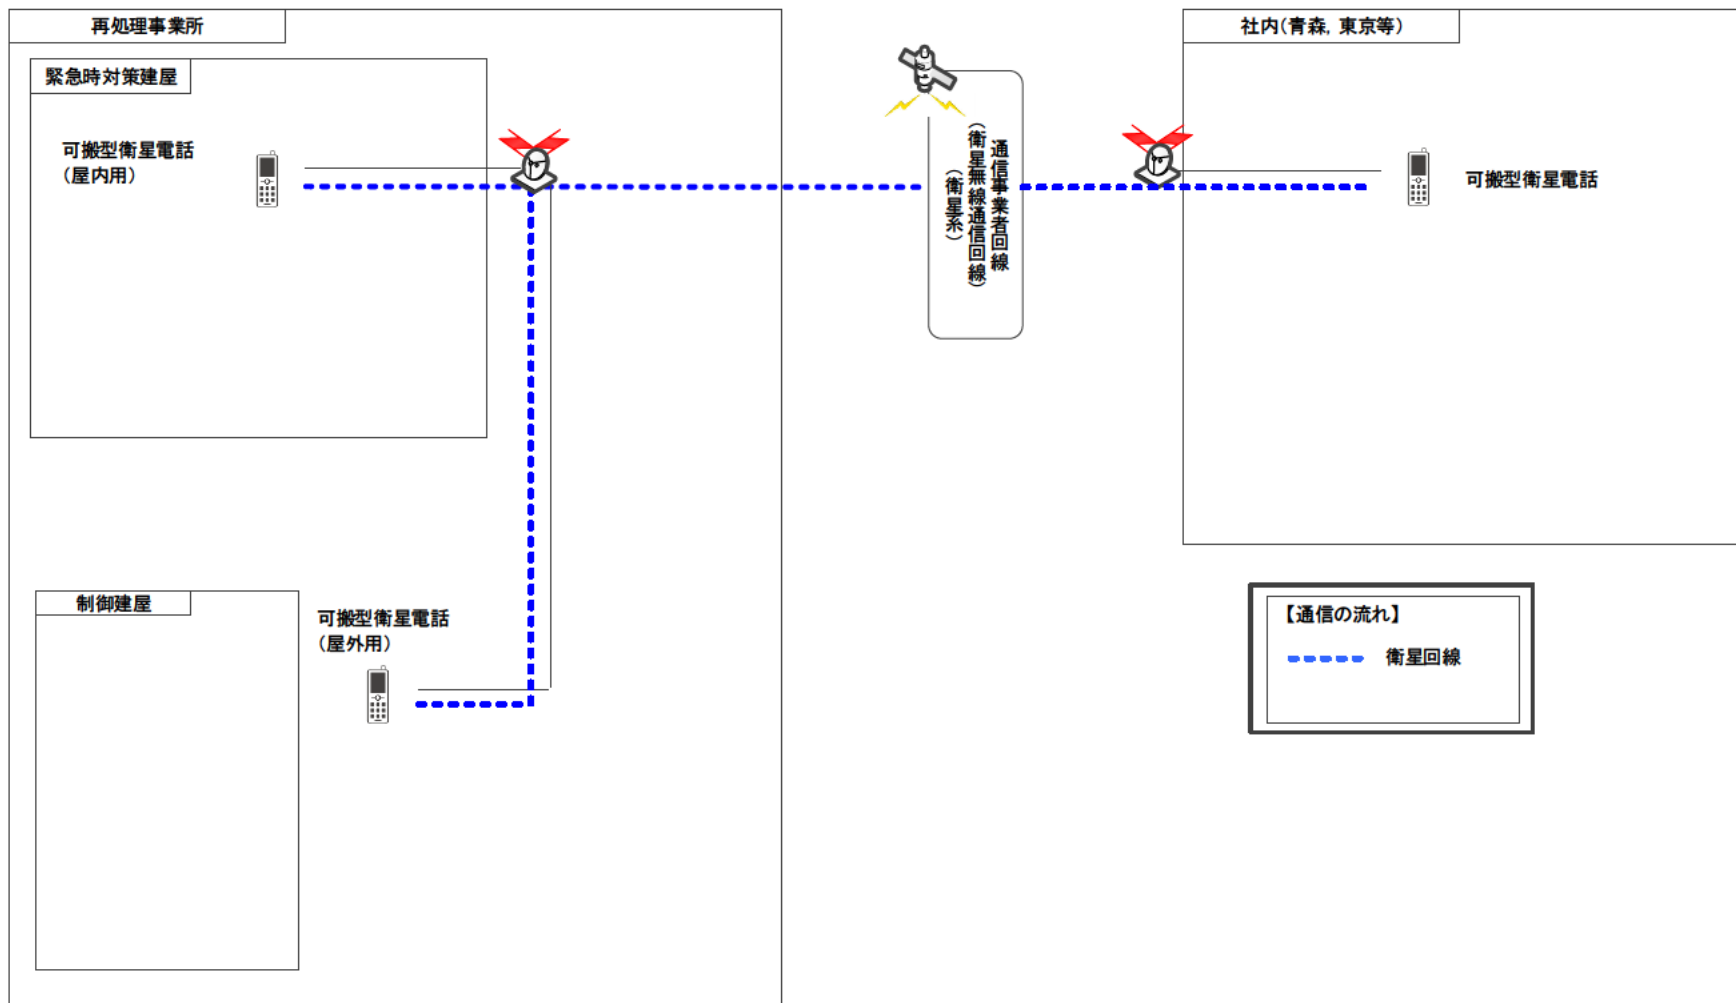 再処理事業所
緊急時対策建屋
可搬型衛星電話
（屋内用）
通信事業者回線
（衛星無線通信回線）
（衛星系）
社内（青森，東京等）
可搬型衛星電話
制御建屋
可搬型衛星電話
（屋外用）
【通信の流れ】
衛星回線